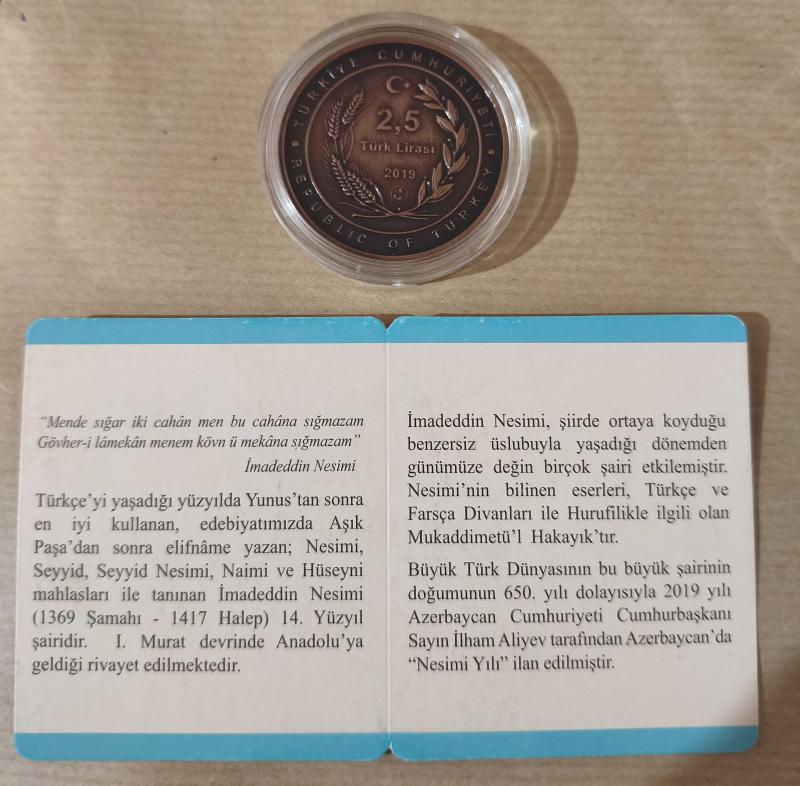 TÜRKİYE CUMHURİYETİ
2,5
Türk Lirası
2019
REPUBLIC OF TURKEY
“Mende sığar iki cahân men bu cahâna sığmazam
Gövher-i lâmekân menem kövn ü mekâna sığmazam”
İmadeddin Nesimi
Türkçe’yi yaşadığı yüzyılda Yunus’tan sonra
en iyi kullanan, edebiyatımızda Aşık
Paşa’dan sonra elifnâme yazan; Nesimi,
Seyyid, Seyyid Nesimi, Naimi ve Hüseyni
mahlasları ile tanınan İmadeddin Nesimi
(1369 Şamahı - 1417 Halep) 14. Yüzyıl
şairidir. I. Murat devrinde Anadolu’ya
geldiği rivayet edilmektedir.
İmadeddin Nesimi, şiirde ortaya koyduğu
benzersiz üslubuyla yaşadığı dönemden
günümüze değin birçok şairi etkilemiştir.
Nesimi’nin bilinen eserleri, Türkçe ve
Farsça Divanları ile Hurufilikle ilgili olan
Mukaddimetü’l Hakayık’tır.
Büyük Türk Dünyasının bu büyük şairinin
doğumunun 650. yılı dolayısıyla 2019 yılı
Azerbaycan Cumhuriyeti Cumhurbaşkanı
Sayın İlham Aliyev tarafından Azerbaycan’da
“Nesimi Yılı” ilan edilmiştir.